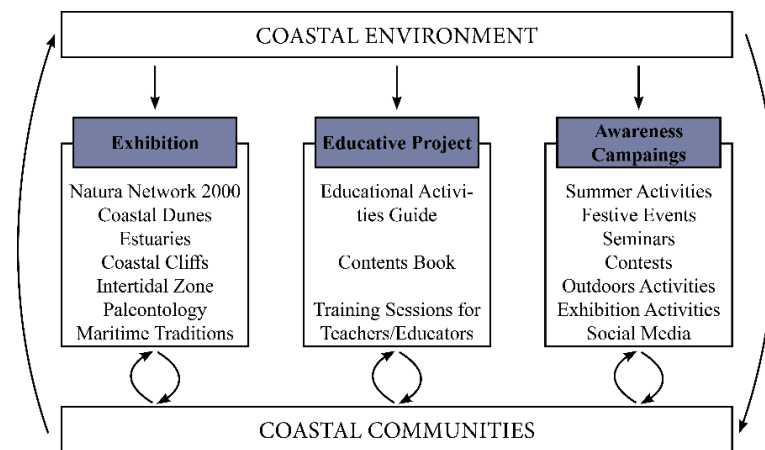 COASTAL ENVIRONMENT
Exhibition
Natura Network 2000
Coastal Dunes
Estuaries
Coastal Cliffs
Intertidal Zone
Paleontology
Maritime Traditions
Educative Project
Educational Activi-
ties Guide
Contents Book
Training Sessions for
Teachers/Educators
Awareness
Campaings
Summer Activities
Festive Events
Seminars
Contests
Outdoors Activities
Exhibition Activities
Social Media
COASTAL COMMUNITIES